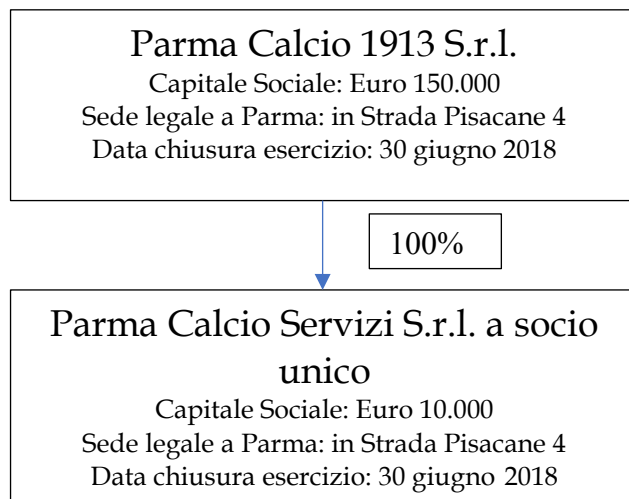 Parma Calcio 1913 S.r.l.
Capitale Sociale: Euro 150.000
Sede legale a Parma: in Strada Pisacane 4
Data chiusura esercizio: 30 giugno 2018
100%
Parma Calcio Servizi S.r.l. a socio
unico
Capitale Sociale: Euro 10.000
Sede legale a Parma: in Strada Pisacane 4
Data chiusura esercizio: 30 giugno 2018